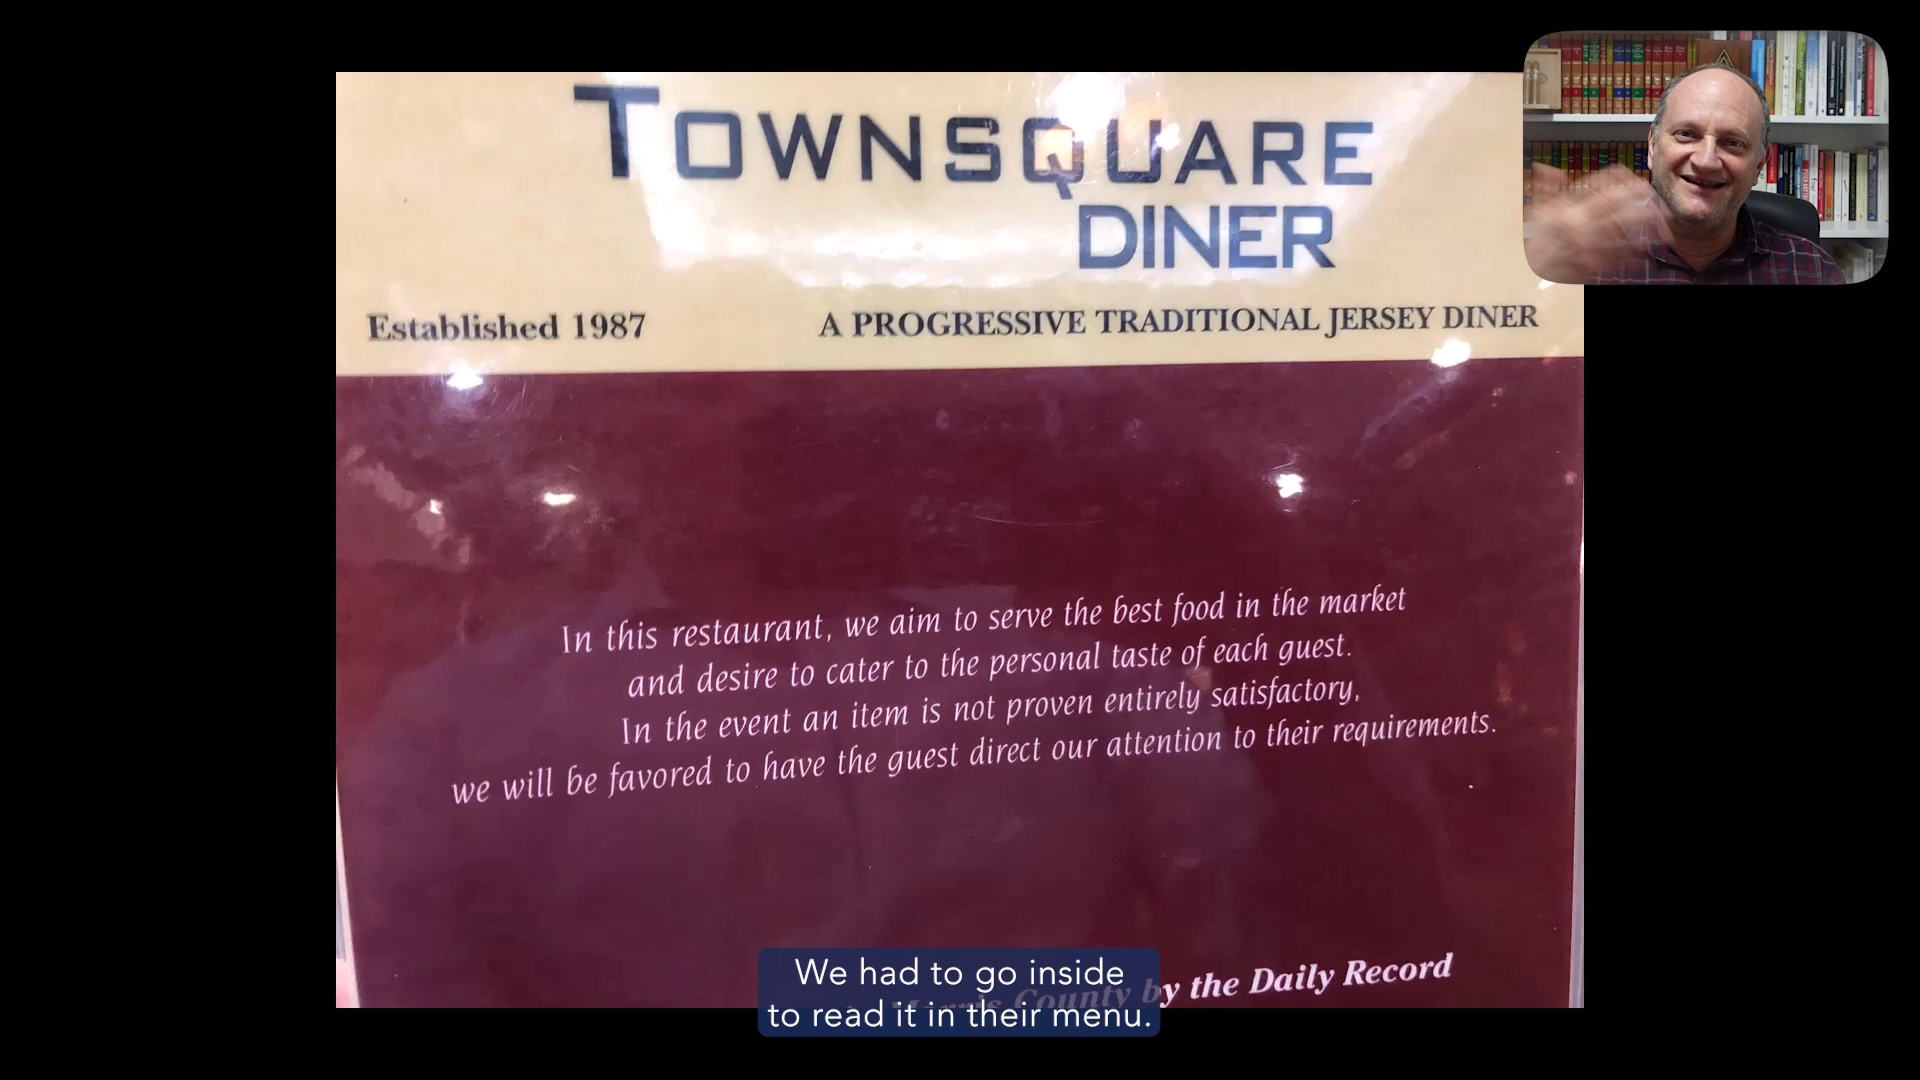 TOWNSQUARE
DINER
Established 1987
A PROGRESSIVE TRADITIONAL JERSEY DINER
In this restaurant, we aim to serve the best food in the market
and desire to cater to the personal taste of each guest.
In the event an item is not proven entirely satisfactory,
we will be favored to have the guest direct our attention to their requirements.
Morris County by the Daily Record
We had to go inside
to read it in their menu.